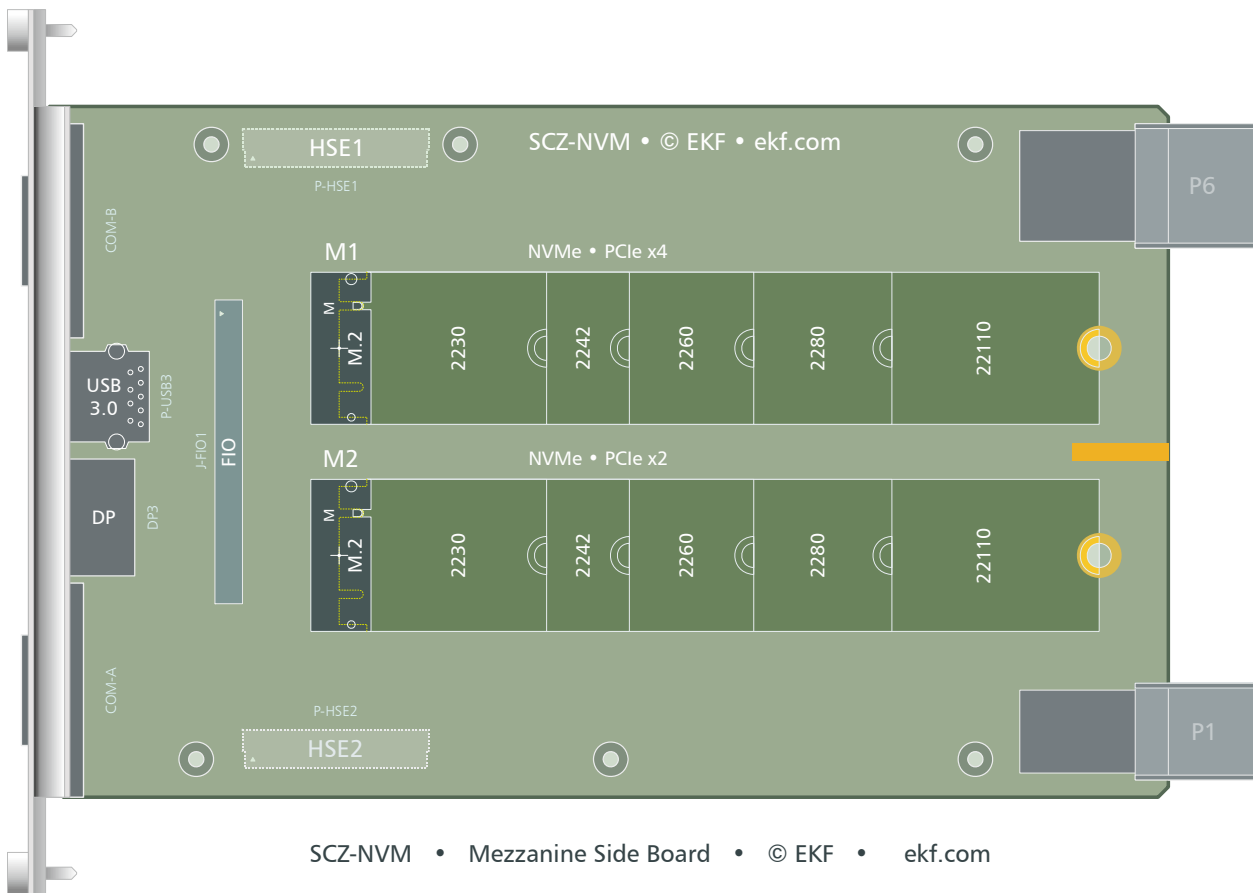 HSE1
SCZ-NVM • © EKF • ekf.com
P-HSE1
P6
COM-B
M1
NVMe • PCIe x4
M
M.2
2230
2242
2260
2280
22110
USB
3.0
P-USB3
J-FIO1
FIO
M2
NVMe • PCIe x2
DP
DP3
M
M.2
2230
2242
2260
2280
22110
COM-A
P-HSE2
HSE2
P1
SCZ-NVM • Mezzanine Side Board • © EKF • ekf.com